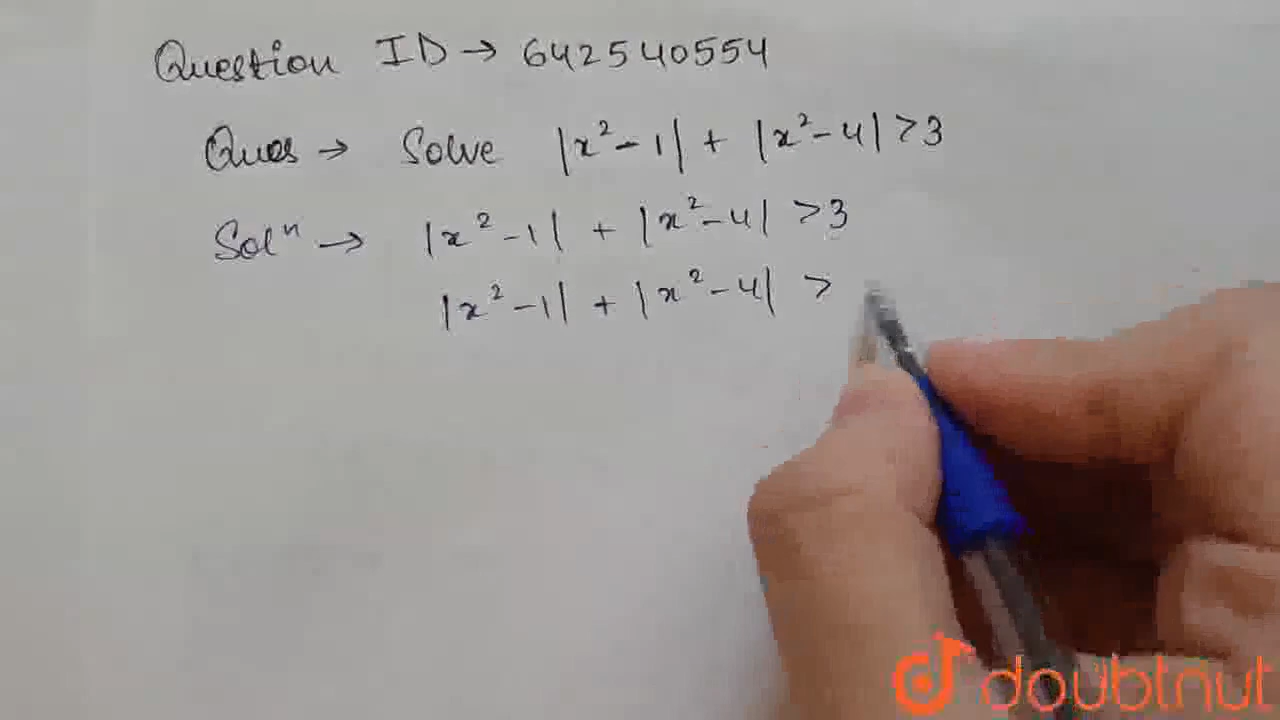 Question ID → 642540554
Ques → Solve |x² - 1| + |x² - 4| > 3
Solⁿ → |x² - 1| + |x² - 4| > 3
|x² - 1| + |x² - 4| >
doubtnut